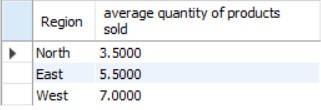 Region average quantity of products
sold
North 3.5000
East 5.5000
West 7.0000